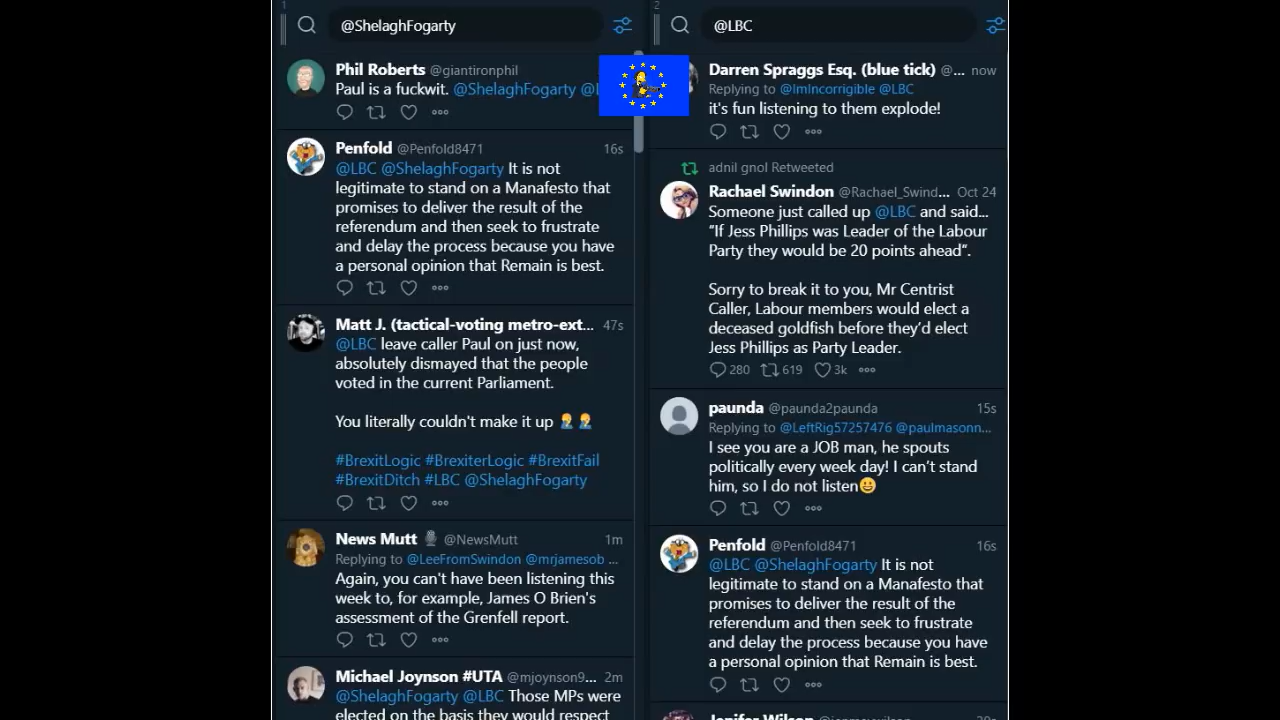 1
@ShelaghFogarty
Phil Roberts @giantironphil
Paul is a fuckwit. @ShelaghFogarty
Penfold @Penfold8471 16s
@LBC @ShelaghFogarty It is not
legitimate to stand on a Manafesto that
promises to deliver the result of the
referendum and then seek to frustrate
and delay the process because you have
a personal opinion that Remain is best.
Matt J. (tactical-voting metro-ext... 47s
@LBC leave caller Paul on just now,
absolutely dismayed that the people
voted in the current Parliament.
You literally couldn't make it up 🤦🤦
#BrexitLogic #BrexiterLogic #BrexitFail
#BrexitDitch #LBC @ShelaghFogarty
News Mutt 🎙 @NewsMutt 1m
Replying to @LeeFromSwindon @mrjamesob ...
Again, you can't have been listening this
week to, for example, James O Brien's
assessment of the Grenfell report.
Michael Joynson #UTA @mjoynson9... 2m
@ShelaghFogarty @LBC Those MPs were
elected on the basis they would respect
2
@LBC
Darren Spraggs Esq. (blue tick) @... now
Replying to @ImIncorrigible @LBC
it's fun listening to them explode!
adnil gnol Retweeted
Rachael Swindon @Rachael_Swind... Oct 24
Someone just called up @LBC and said...
“If Jess Phillips was Leader of the Labour
Party they would be 20 points ahead“.
Sorry to break it to you, Mr Centrist
Caller, Labour members would elect a
deceased goldfish before they’d elect
Jess Phillips as Party Leader.
280 619 3k
paunda @paunda2paunda 15s
Replying to @LeftRig57257476 @paulmasonn...
I see you are a JOB man, he spouts
politically every week day! I can’t stand
him, so I do not listen😀
Penfold @Penfold8471 16s
@LBC @ShelaghFogarty It is not
legitimate to stand on a Manafesto that
promises to deliver the result of the
referendum and then seek to frustrate
and delay the process because you have
a personal opinion that Remain is best.
Jenifer Wilson